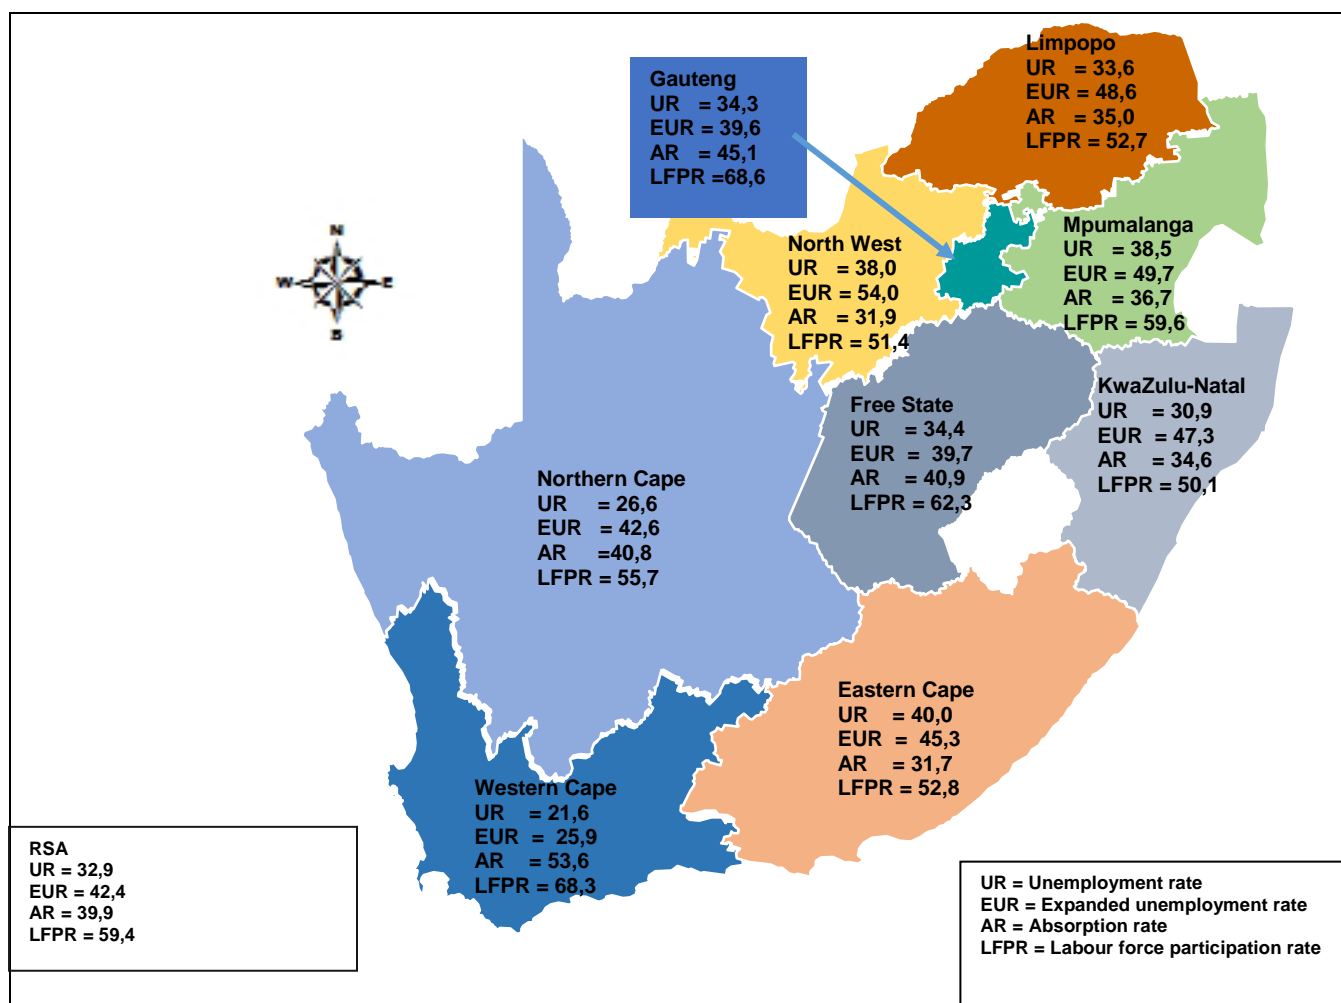 Limpopo
UR = 33,6
EUR = 48,6
AR = 35,0
LFPR = 52,7
Gauteng
UR = 34,3
EUR = 39,6
AR = 45,1
LFPR =68,6
N
W
E
S
North West
UR = 38,0
EUR = 54,0
AR = 31,9
LFPR = 51,4
Mpumalanga
UR = 38,5
EUR = 49,7
AR = 36,7
LFPR = 59,6
KwaZulu-Natal
UR = 30,9
EUR = 47,3
AR = 34,6
LFPR = 50,1
Free State
UR = 34,4
EUR = 39,7
AR = 40,9
LFPR = 62,3
Northern Cape
UR = 26,6
EUR = 42,6
AR =40,8
LFPR = 55,7
Eastern Cape
UR = 40,0
EUR = 45,3
AR = 31,7
LFPR = 52,8
Western Cape
UR = 21,6
EUR = 25,9
AR = 53,6
LFPR = 68,3
RSA
UR = 32,9
EUR = 42,4
AR = 39,9
LFPR = 59,4
UR = Unemployment rate
EUR = Expanded unemployment rate
AR = Absorption rate
LFPR = Labour force participation rate